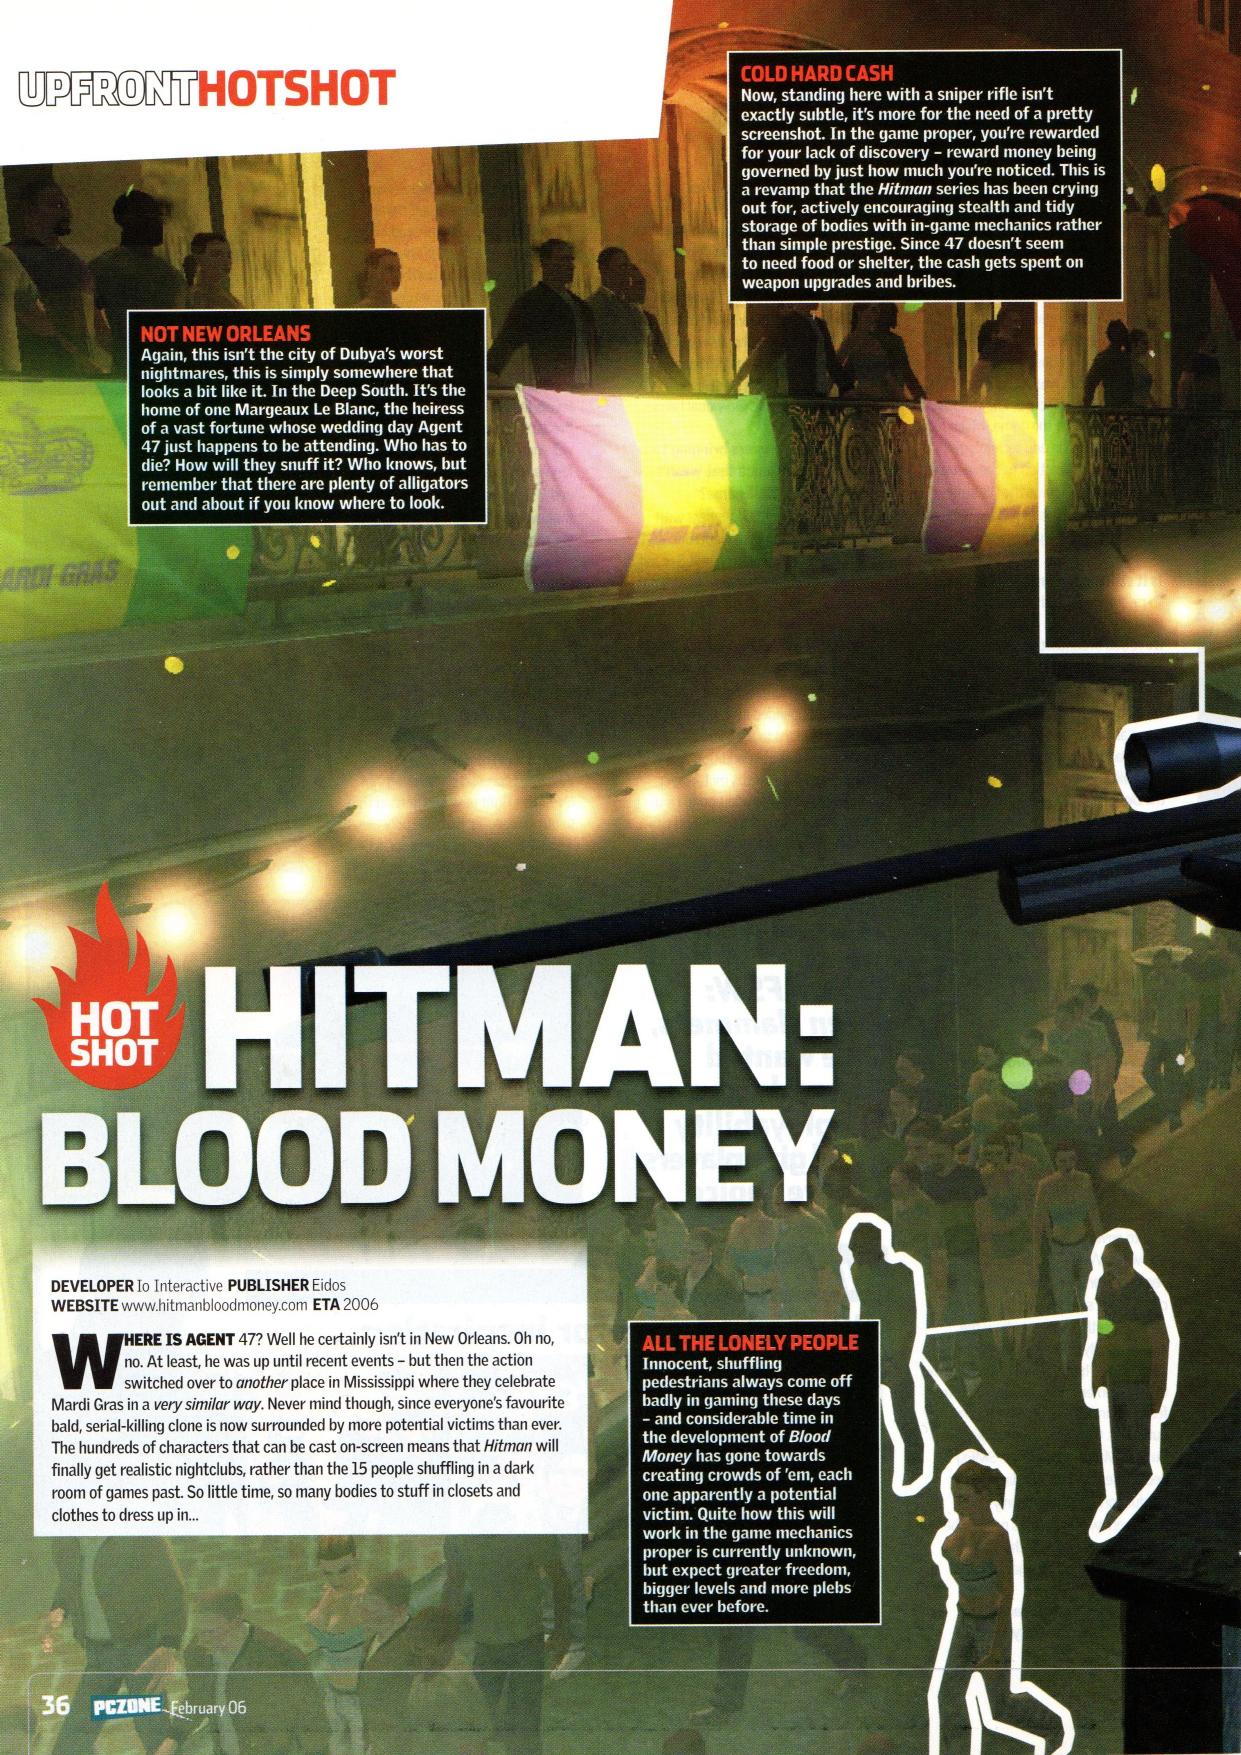 UPFRONTHOTSHOT
COLD HARD CASH
Now, standing here with a sniper rifle isn't
exactly subtle, it's more for the need of a pretty
screenshot. In the game proper, you're rewarded
for your lack of discovery – reward money being
governed by just how much you're noticed. This is
a revamp that the Hitman series has been crying
out for, actively encouraging stealth and tidy
storage of bodies with in-game mechanics rather
than simple prestige. Since 47 doesn't seem
to need food or shelter, the cash gets spent on
weapon upgrades and bribes.
NOT NEW ORLEANS
Again, this isn't the city of Dubya's worst
nightmares, this is simply somewhere that
looks a bit like it. In the Deep South. It's the
home of one Margeaux Le Blanc, the heiress
of a vast fortune whose wedding day Agent
47 just happens to be attending. Who has to
die? How will they snuff it? Who knows, but
remember that there are plenty of alligators
out and about if you know where to look.
ARDI GRAS
MARDI GRAS
HOT
SHOT
HITMAN:
BLOOD MONEY
DEVELOPER Io Interactive PUBLISHER Eidos
WEBSITE www.hitmanbloodmoney.com ETA 2006
WHERE IS AGENT 47? Well he certainly isn't in New Orleans. Oh no,
no. At least, he was up until recent events – but then the action
switched over to another place in Mississippi where they celebrate
Mardi Gras in a very similar way. Never mind though, since everyone's favourite
bald, serial-killing clone is now surrounded by more potential victims than ever.
The hundreds of characters that can be cast on-screen means that Hitman will
finally get realistic nightclubs, rather than the 15 people shuffling in a dark
room of games past. So little time, so many bodies to stuff in closets and
clothes to dress up in...
ALL THE LONELY PEOPLE
Innocent, shuffling
pedestrians always come off
badly in gaming these days
– and considerable time in
the development of Blood
Money has gone towards
creating crowds of 'em, each
one apparently a potential
victim. Quite how this will
work in the game mechanics
proper is currently unknown,
but expect greater freedom,
bigger levels and more plebs
than ever before.
36 PCZONE February 06